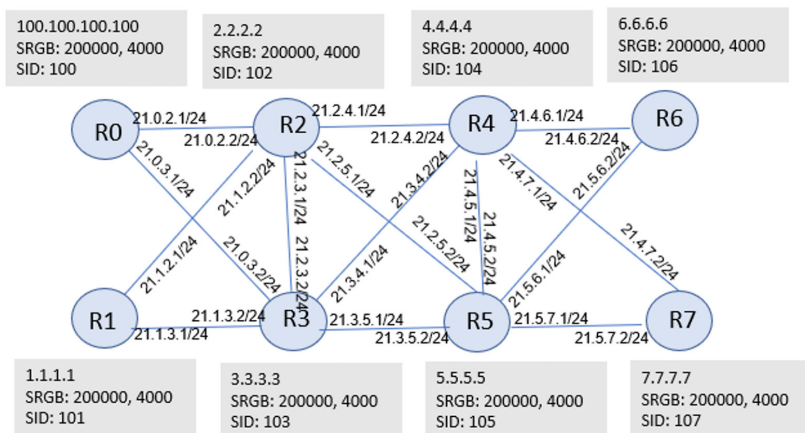 100.100.100.100
SRGB: 200000, 4000
SID: 100
2.2.2.2
SRGB: 200000, 4000
SID: 102
4.4.4.4
SRGB: 200000, 4000
SID: 104
6.6.6.6
SRGB: 200000, 4000
SID: 106
R0
21.0.2.1/24
21.0.2.2/24
R2
21.2.4.1/24
21.2.4.2/24
R4
21.4.6.1/24
21.4.6.2/24
R6
21.0.3.1/24
21.1.2.2/24
21.2.3.1/24
21.2.5.1/24
21.3.4.2/24
21.4.5.1/24
21.4.7.1/24
21.5.6.2/24
21.1.2.1/24
21.0.3.2/24
21.2.3.2/24
21.3.4.1/24
21.2.5.2/24
21.4.5.2/24
21.5.6.1/24
21.4.7.2/24
R1
21.1.3.1/24
21.1.3.2/24
R3
21.3.5.1/24
21.3.5.2/24
R5
21.5.7.1/24
21.5.7.2/24
R7
1.1.1.1
SRGB: 200000, 4000
SID: 101
3.3.3.3
SRGB: 200000, 4000
SID: 103
5.5.5.5
SRGB: 200000, 4000
SID: 105
7.7.7.7
SRGB: 200000, 4000
SID: 107